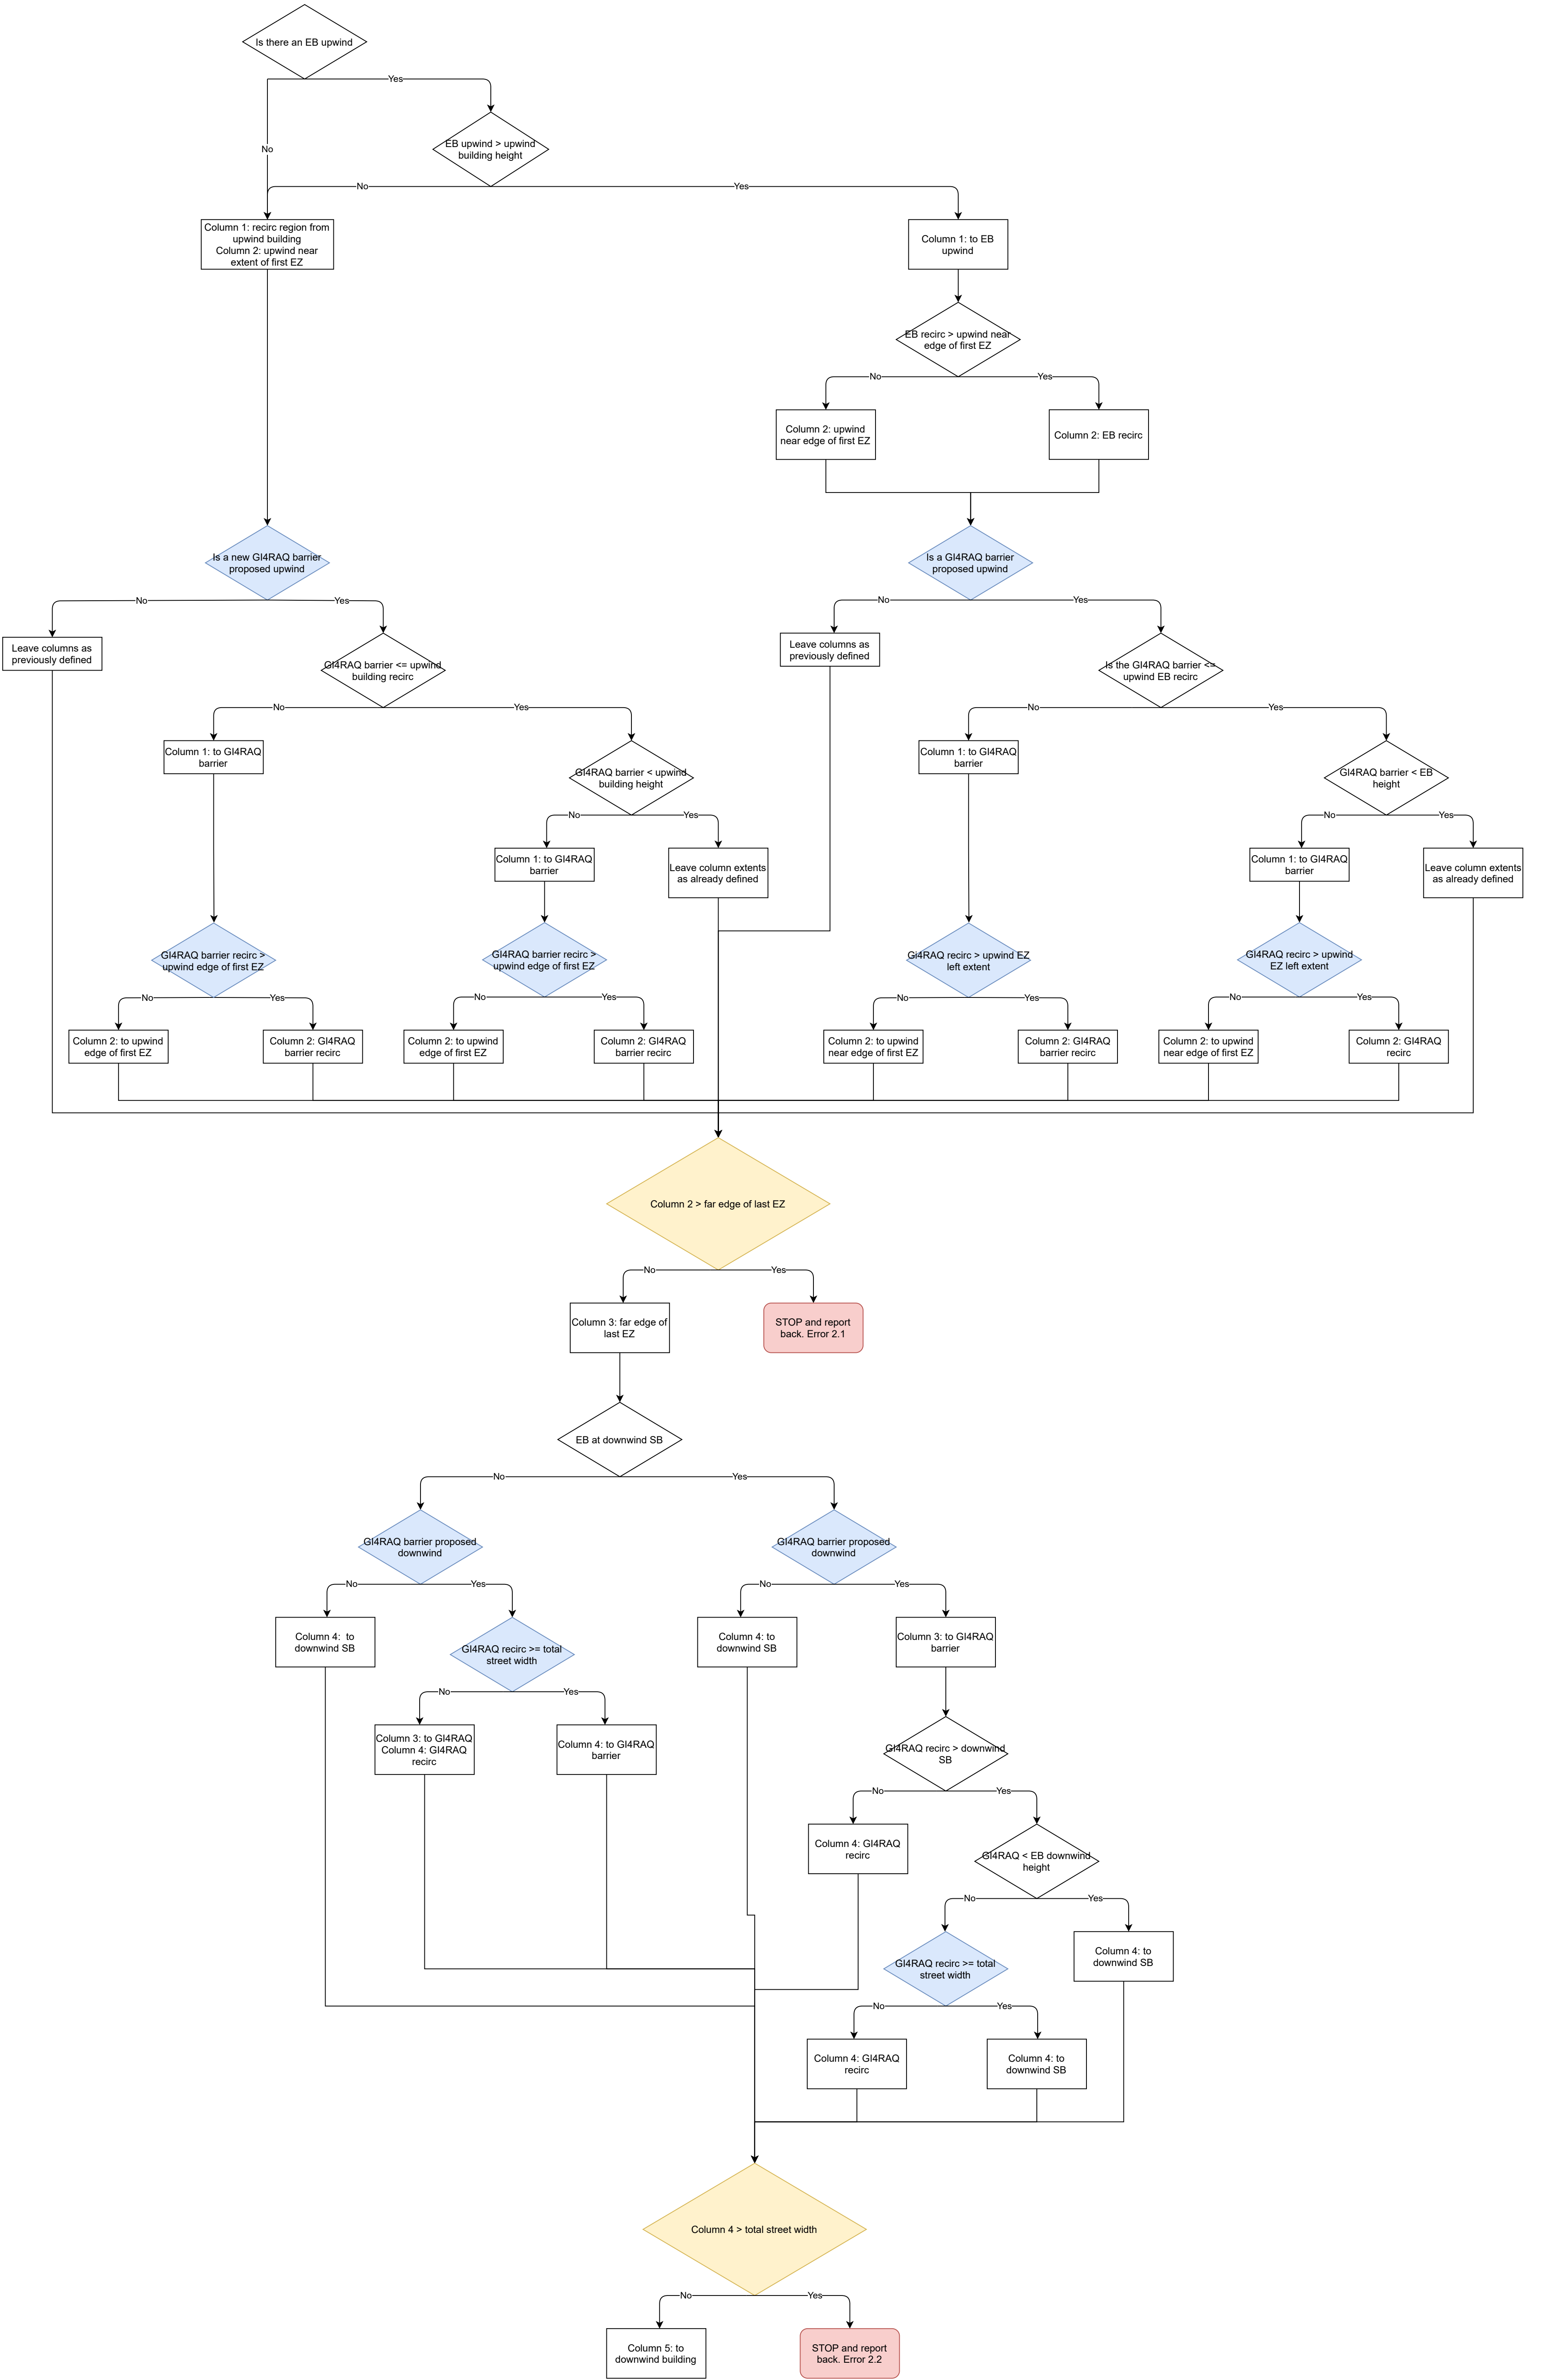 Is there an EB upwind
Yes
No
EB upwind > upwind
building height
No
Yes
Column 1: recirc region from
upwind building
Column 2: upwind near
extent of first EZ
Column 1: to EB
upwind
EB recirc > upwind near
edge of first EZ
No
Yes
Column 2: upwind
near edge of first EZ
Column 2: EB recirc
Is a new GI4RAQ barrier
proposed upwind
Is a GI4RAQ barrier
proposed upwind
No
Yes
No
Yes
Leave columns as
previously defined
GI4RAQ barrier <= upwind
building recirc
Leave columns as
previously defined
Is the GI4RAQ barrier <=
upwind EB recirc
No
Yes
No
Yes
Column 1: to GI4RAQ
barrier
GI4RAQ barrier < upwind
building height
Column 1: to GI4RAQ
barrier
GI4RAQ barrier < EB
height
No
Yes
No
Yes
Column 1: to GI4RAQ
barrier
Leave column extents
as already defined
Column 1: to GI4RAQ
barrier
Leave column extents
as already defined
GI4RAQ barrier recirc >
upwind edge of first EZ
GI4RAQ barrier recirc >
upwind edge of first EZ
GI4RAQ recirc > upwind EZ
left extent
GI4RAQ recirc > upwind
EZ left extent
No
Yes
No
Yes
No
Yes
No
Yes
Column 2: to upwind
edge of first EZ
Column 2: GI4RAQ
barrier recirc
Column 2: to upwind
edge of first EZ
Column 2: GI4RAQ
barrier recirc
Column 2: to upwind
near edge of first EZ
Column 2: GI4RAQ
barrier recirc
Column 2: to upwind
near edge of first EZ
Column 2: GI4RAQ
recirc
Column 2 > far edge of last EZ
No
Yes
Column 3: far edge of
last EZ
STOP and report
back. Error 2.1
EB at downwind SB
No
Yes
GI4RAQ barrier proposed
downwind
GI4RAQ barrier proposed
downwind
No
Yes
No
Yes
Column 4: to
downwind SB
GI4RAQ recirc >= total
street width
Column 4: to
downwind SB
Column 3: to GI4RAQ
barrier
No
Yes
Column 3: to GI4RAQ
Column 4: GI4RAQ
recirc
Column 4: to GI4RAQ
barrier
GI4RAQ recirc > downwind
SB
No
Yes
Column 4: GI4RAQ
recirc
GI4RAQ < EB downwind
height
No
Yes
GI4RAQ recirc >= total
street width
Column 4: to
downwind SB
No
Yes
Column 4: GI4RAQ
recirc
Column 4: to
downwind SB
Column 4 > total street width
No
Yes
Column 5: to
downwind building
STOP and report
back. Error 2.2